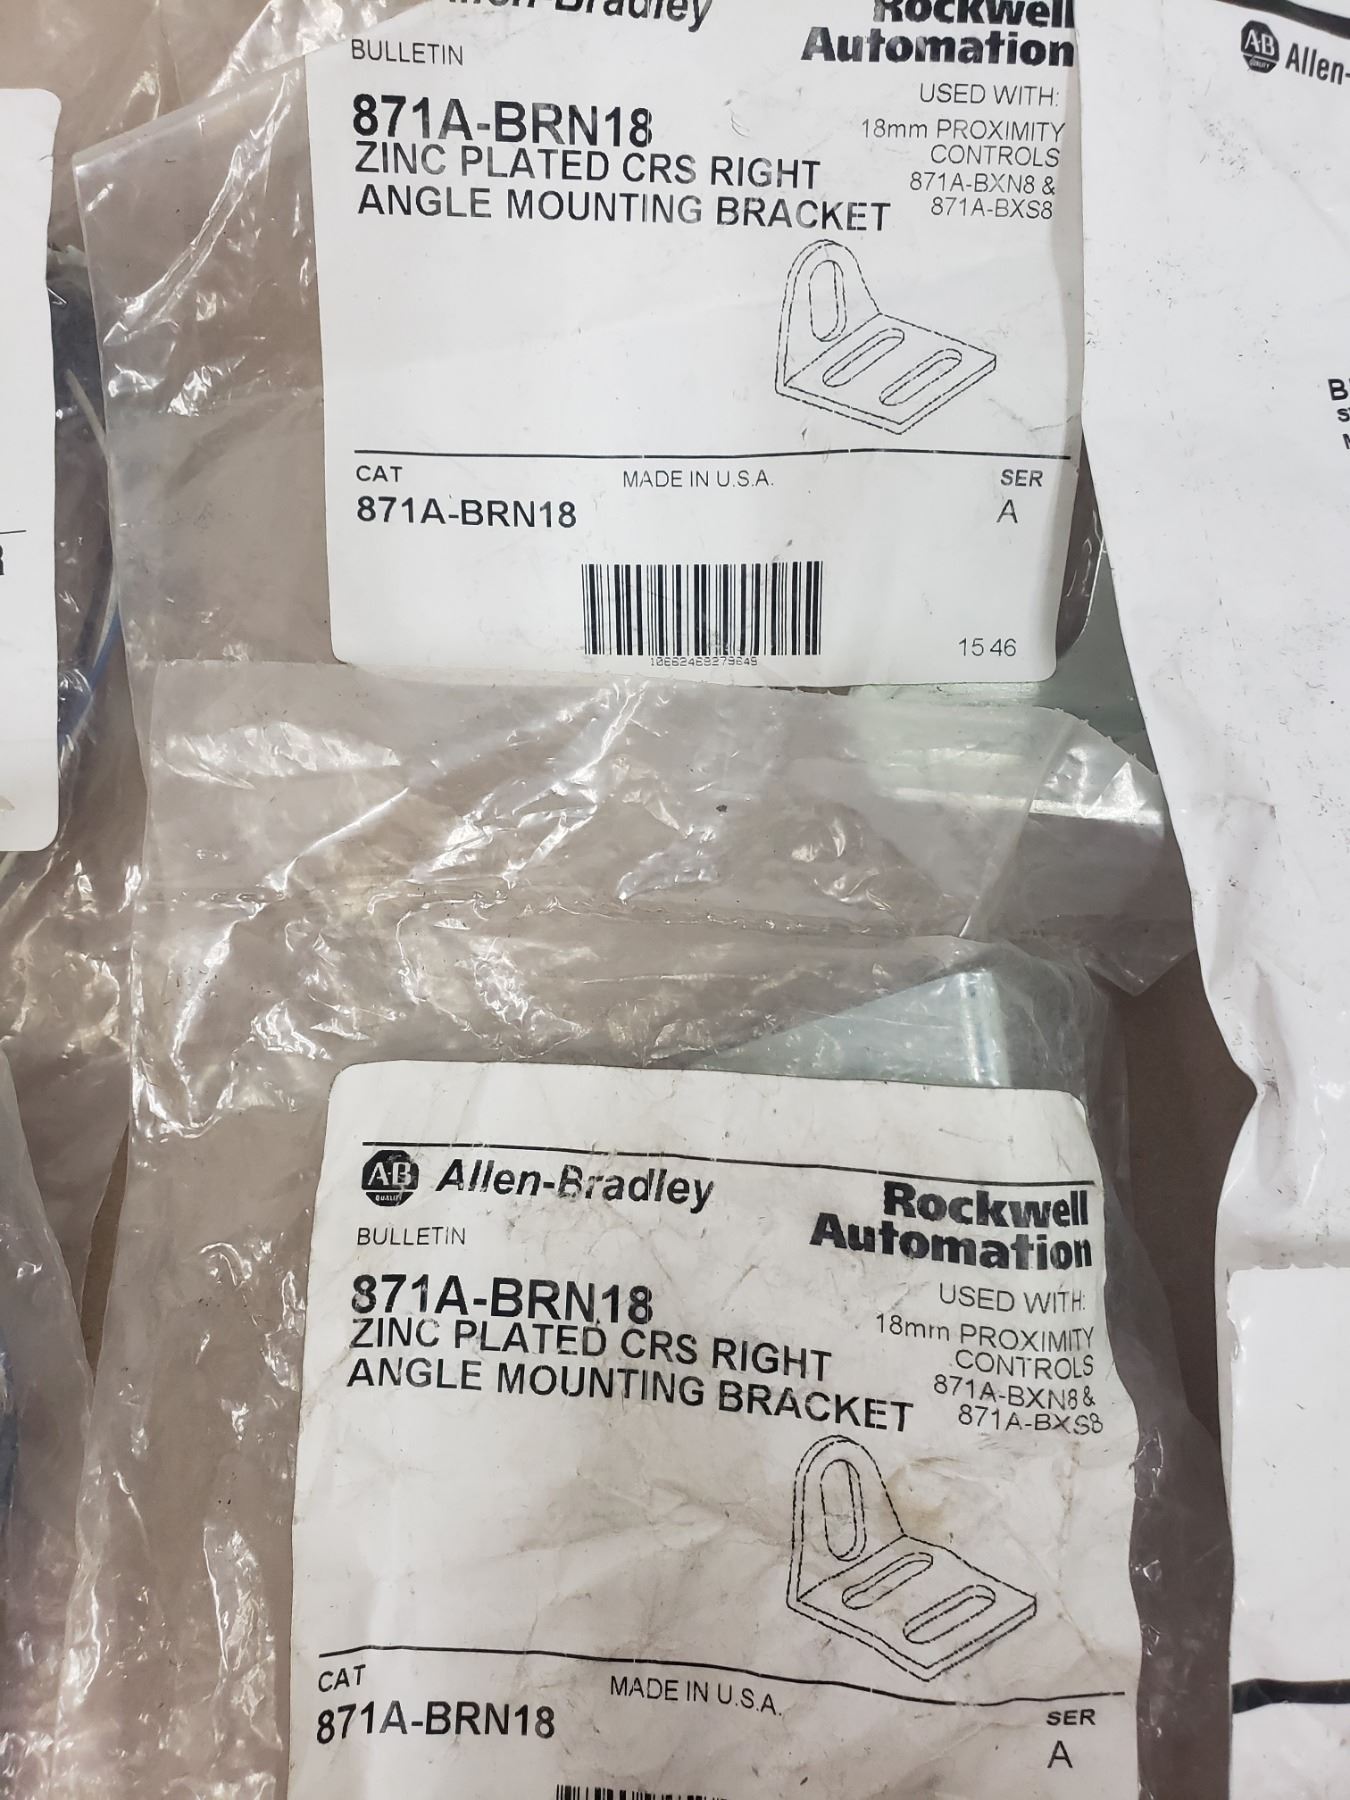 Allen-Bradley
Rockwell
Automation
BULLETIN
871A-BRN18
ZINC PLATED CRS RIGHT
ANGLE MOUNTING BRACKET
USED WITH:
18mm PROXIMITY
CONTROLS
871A-BXN8 &
871A-BXS8
CAT
871A-BRN18
MADE IN U.S.A.
SER
A
10662468279649
15 46
A-B
QUALITY
Allen-
A-B
QUALITY
Allen-Bradley
Rockwell
Automation
BULLETIN
871A-BRN18
ZINC PLATED CRS RIGHT
ANGLE MOUNTING BRACKET
USED WITH:
18mm PROXIMITY
CONTROLS
871A-BXN8 &
871A-BXS8
CAT
871A-BRN18
MADE IN U.S.A.
SER
A